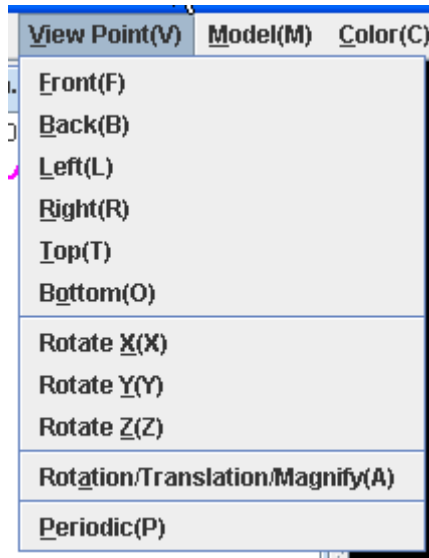 View Point(V) Model(M) Color(C)
Front(F)
Back(B)
Left(L)
Right(R)
Top(T)
Bottom(O)
Rotate X(X)
Rotate Y(Y)
Rotate Z(Z)
Rotation/Translation/Magnify(A)
Periodic(P)